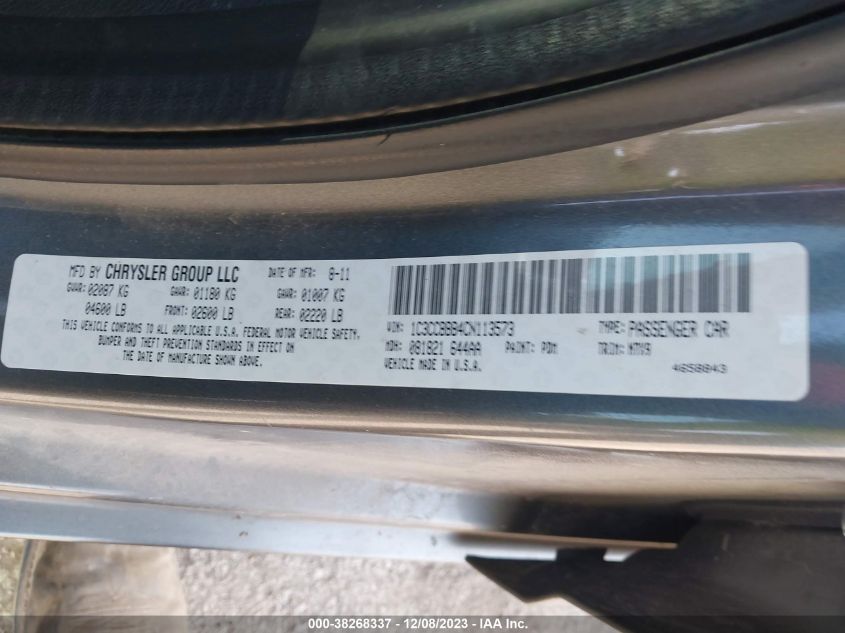 MFD BY CHRYSLER GROUP LLC DATE OF MFR: 8-11
GVWR: 02087 KG GAWR: 01180 KG GAWR: 01007 KG
04600 LB FRONT: 02600 LB REAR: 02220 LB
THIS VEHICLE CONFORMS TO ALL APPLICABLE U.S.A. FEDERAL MOTOR VEHICLE SAFETY,
BUMPER AND THEFT PREVENTION STANDARDS IN EFFECT ON
THE DATE OF MANUFACTURE SHOWN ABOVE.
VIN: 1C3CCBBB4CN113573 TYPE: PASSENGER CAR
MDH: 081821 644AA PAINT: PDM TRIM: M7V9
VEHICLE MADE IN U.S.A. 4658843
000-38268337 - 12/08/2023 - © IAA Inc.